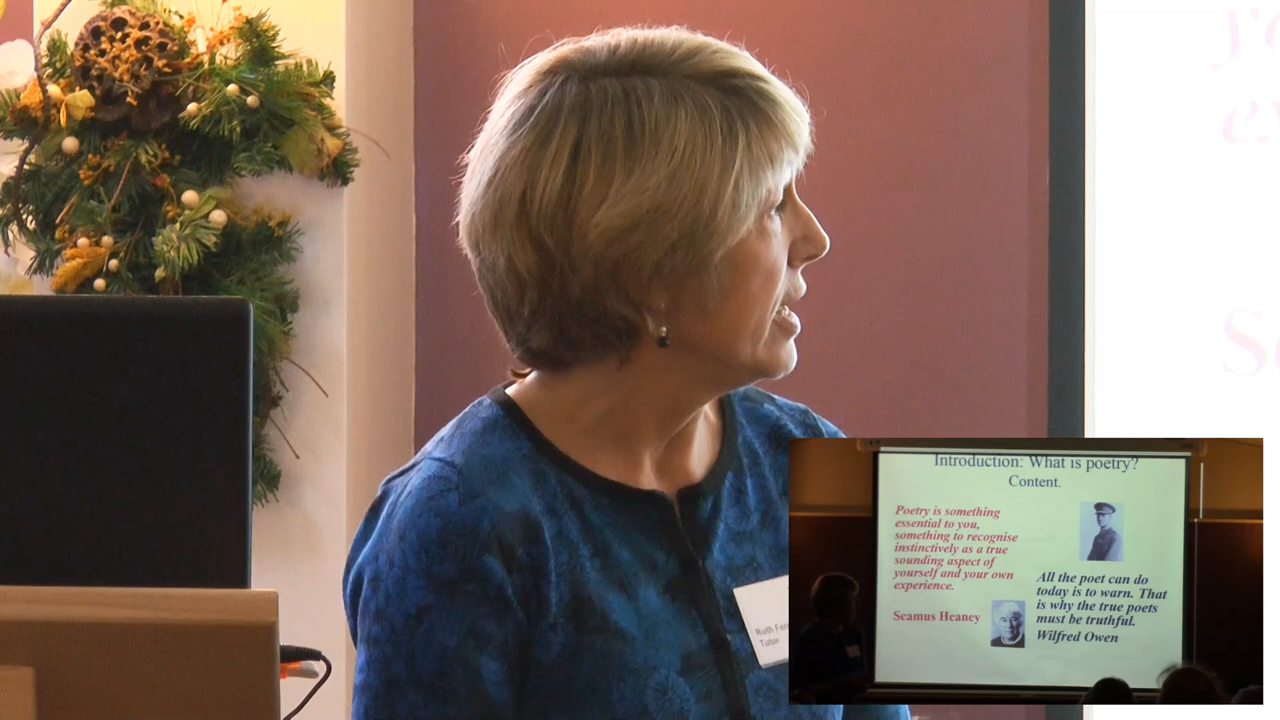 Ruth
Tutor
Introduction: What is poetry?
Content.
Poetry is something
essential to you,
something to recognise
instinctively as a true
sounding aspect of
yourself and your own
experience.
Seamus Heaney
All the poet can do
today is to warn. That
is why the true poets
must be truthful.
Wilfred Owen